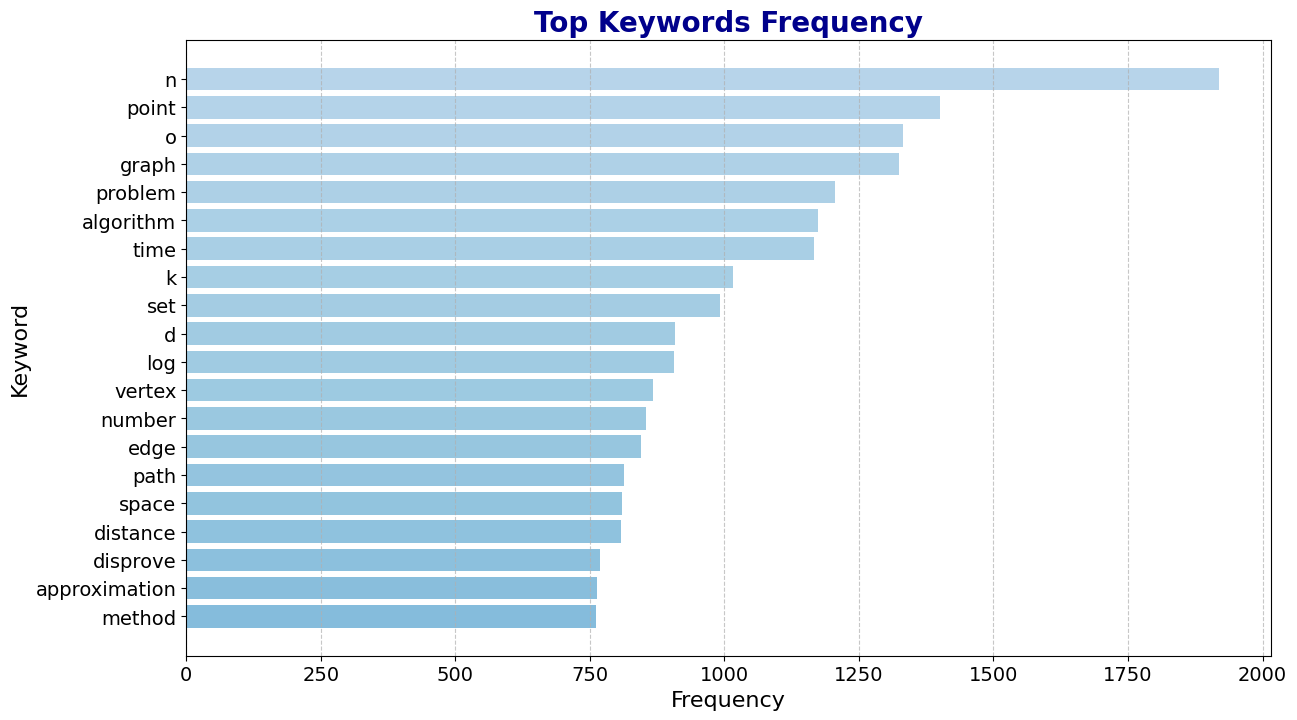 Top Keywords Frequency
Keyword
n
point
o
graph
problem
algorithm
time
k
set
d
log
vertex
number
edge
path
space
distance
disprove
approximation
method
0 250 500 750 1000 1250 1500 1750 2000
Frequency